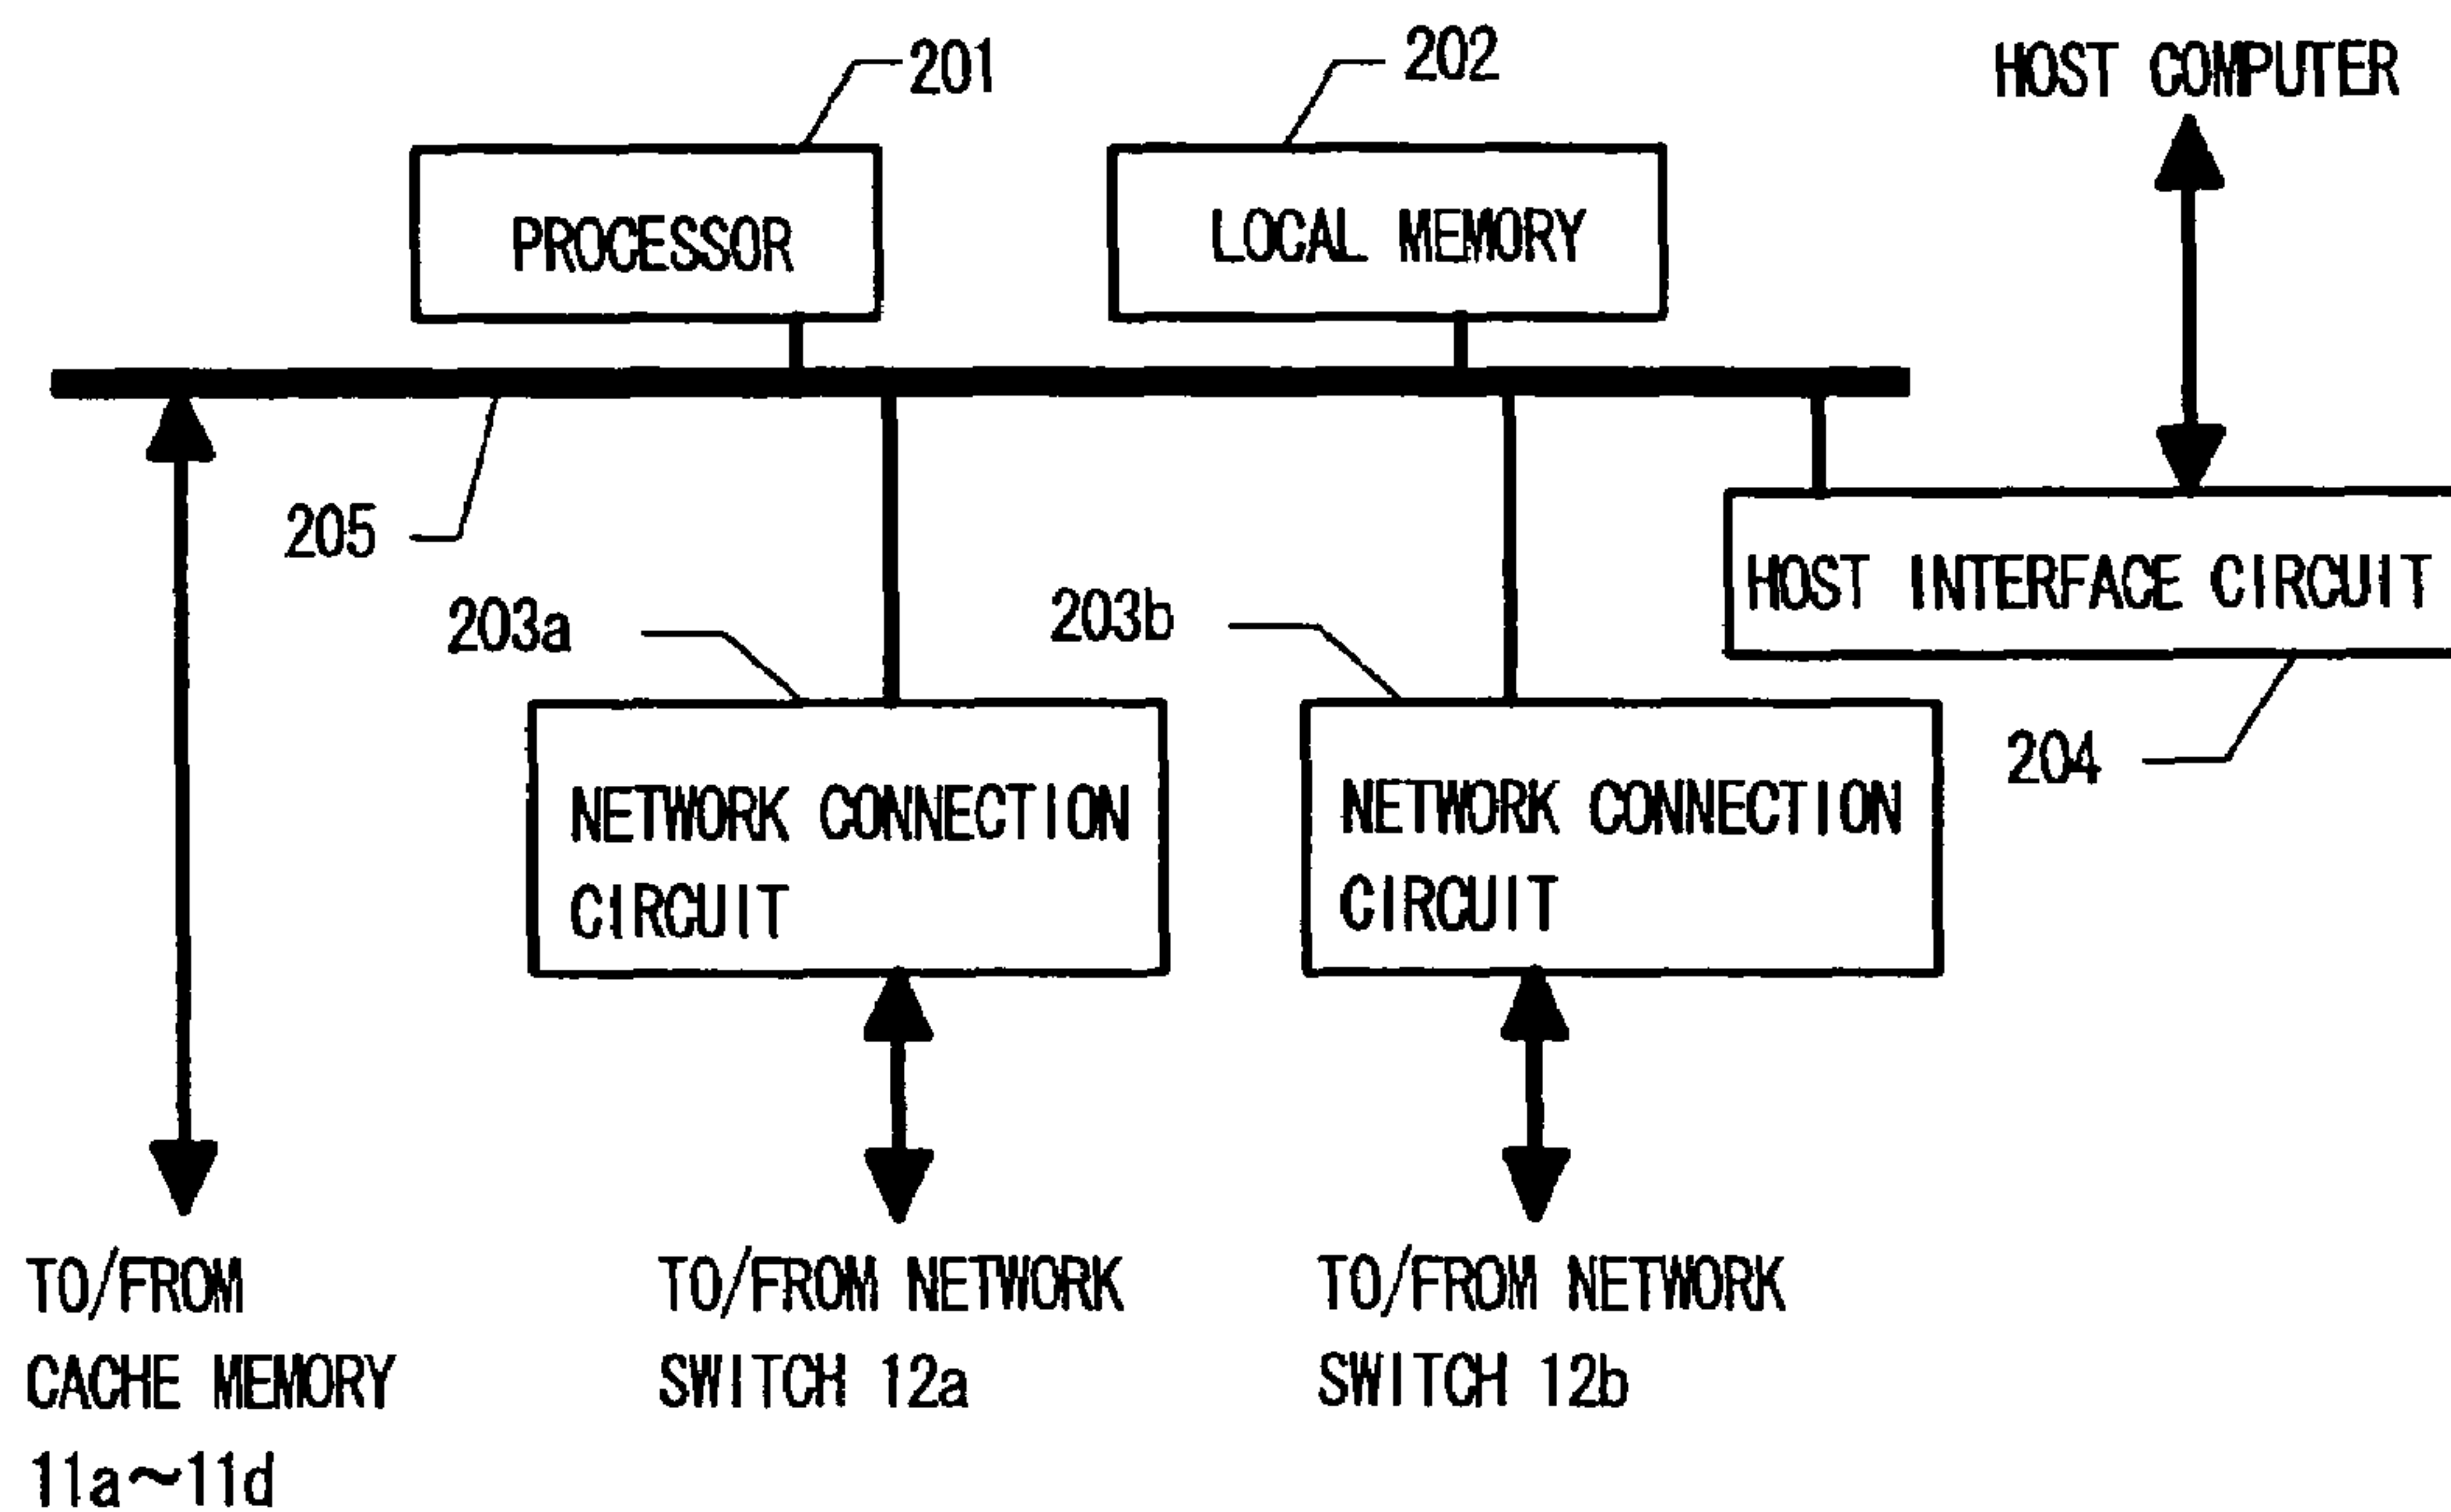 201
202
HOST COMPUTER
PROCESSOR
LOCAL MEMORY
205
HOST INTERFACE CIRCUIT
203a
203b
204
NETWORK CONNECTION
CIRCUIT
NETWORK CONNECTION
CIRCUIT
TO/FROM
CACHE MEMORY
11a~11d
TO/FROM NETWORK
SWITCH 12a
TO/FROM NETWORK
SWITCH 12b